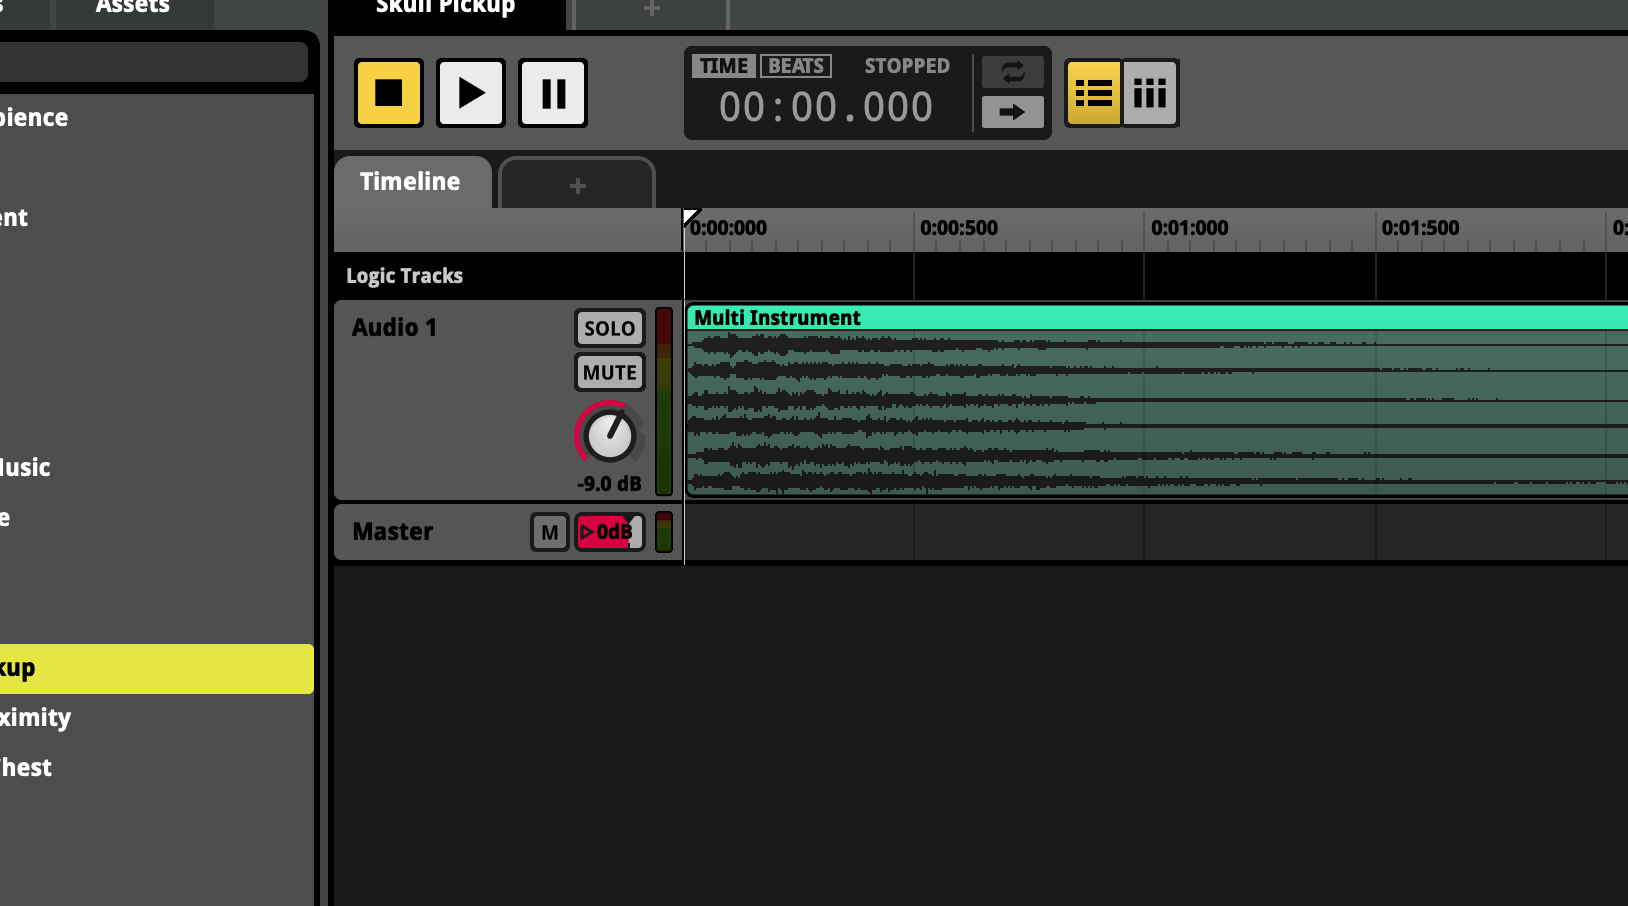 Assets
Skull Pickup
TIME BEATS STOPPED
00:00.000
Timeline
0:00:000 0:00:500 0:01:000 0:01:500
Logic Tracks
Audio 1
SOLO
MUTE
-9.0 dB
Multi Instrument
Master
M
0dB
bience
ent
Music
e
kup
ximity
hest